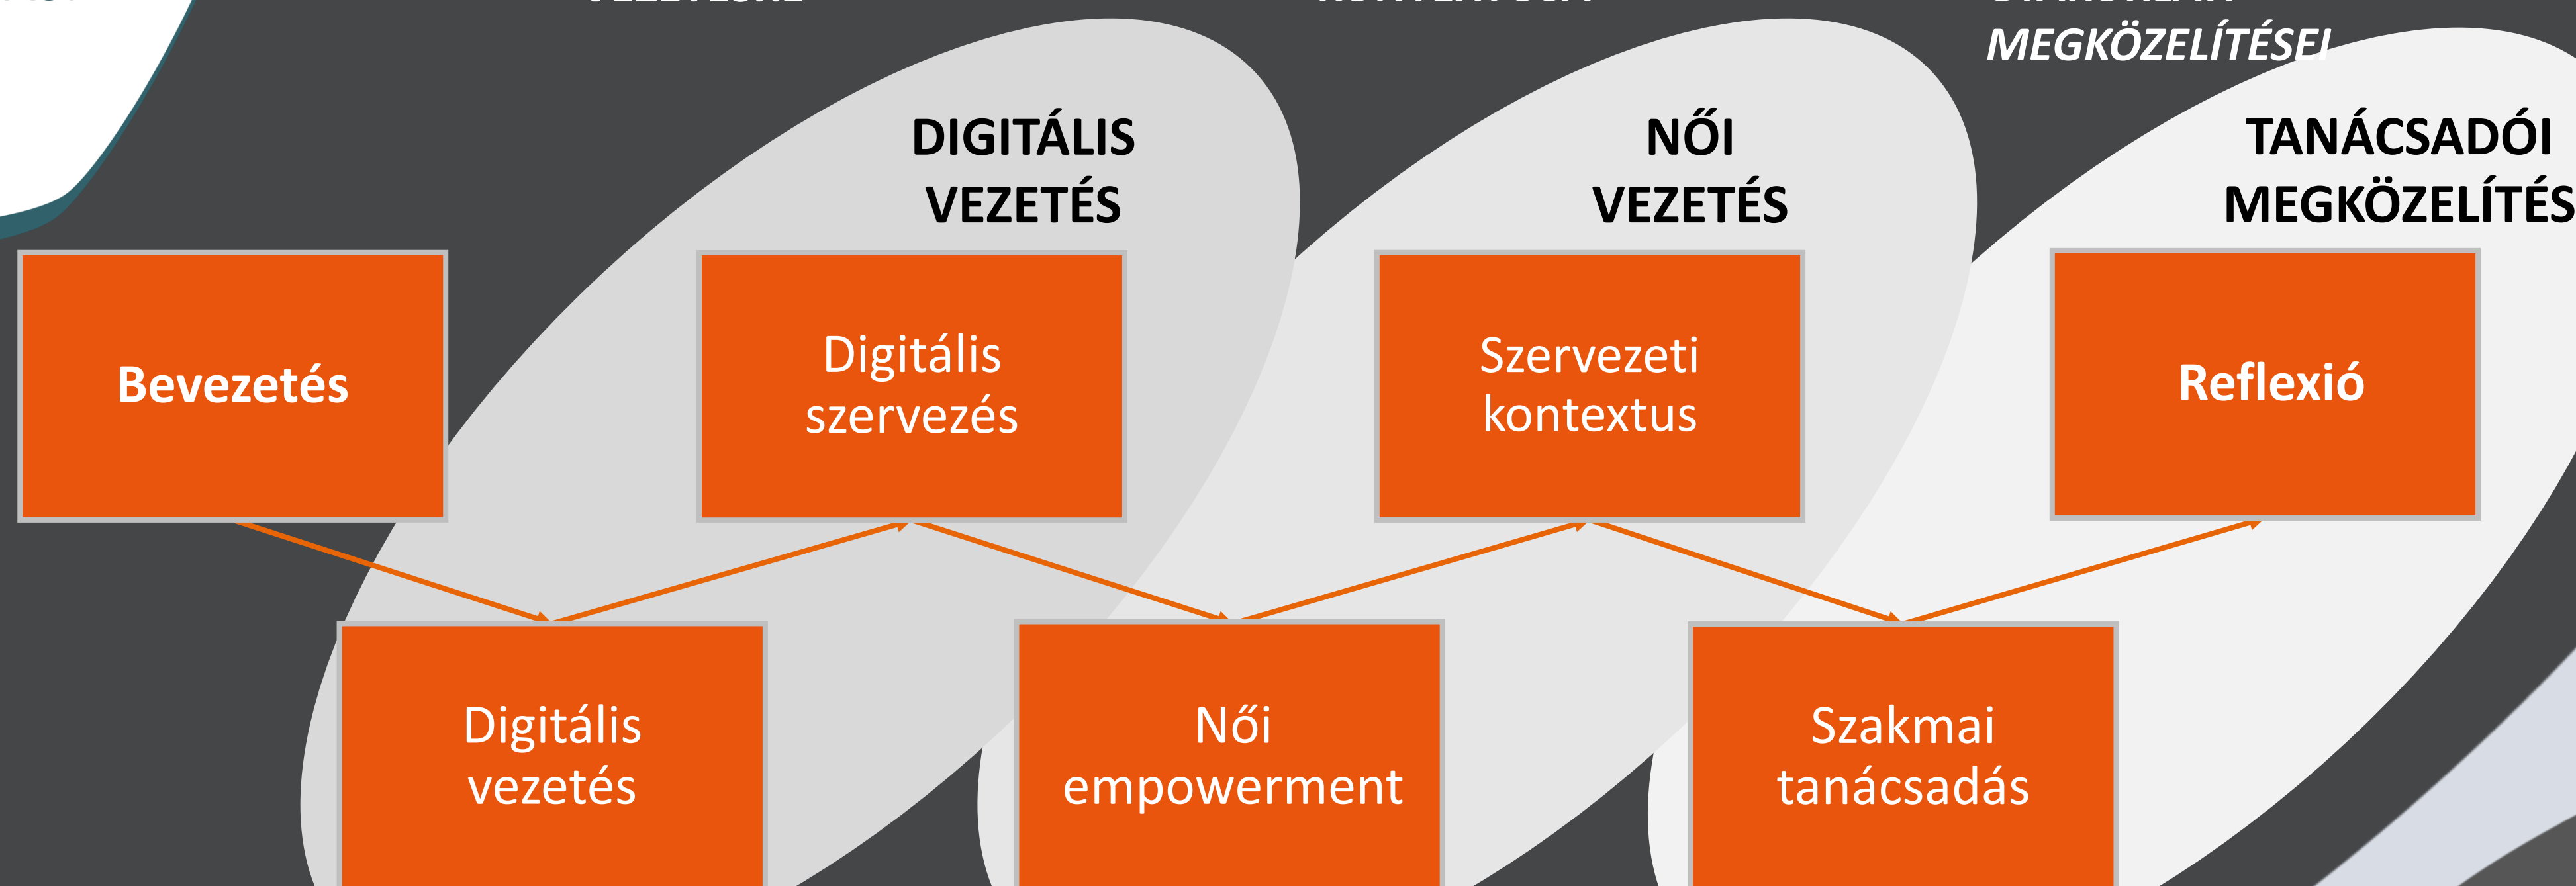 MEGKÖZELÍTÉSEI
DIGITÁLIS
VEZETÉS
NŐI
VEZETÉS
TANÁCSADÓI
MEGKÖZELÍTÉS
Bevezetés
Digitális
szervezés
Szervezeti
kontextus
Reflexió
Digitális
vezetés
Női
empowerment
Szakmai
tanácsadás